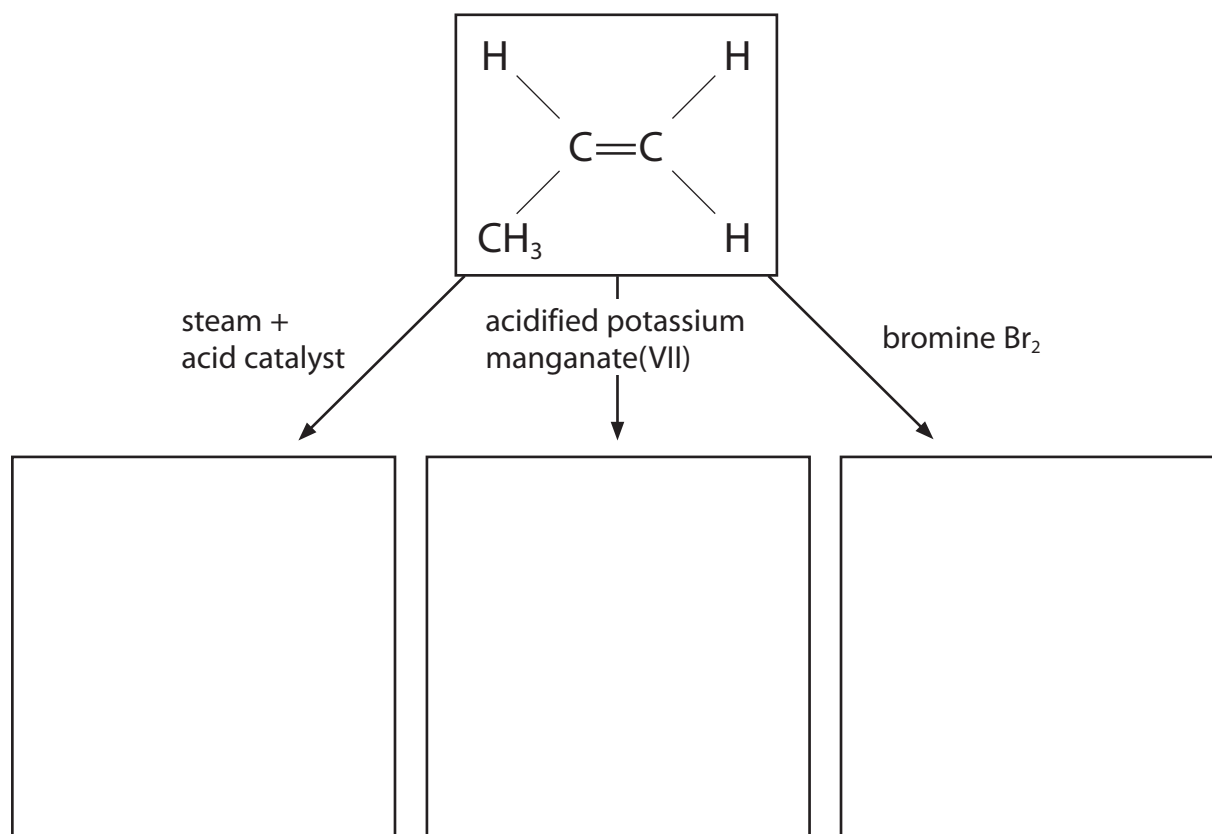 H H
C=C
CH₃ H
steam +
acid catalyst
acidified potassium
manganate(VII)
bromine Br₂